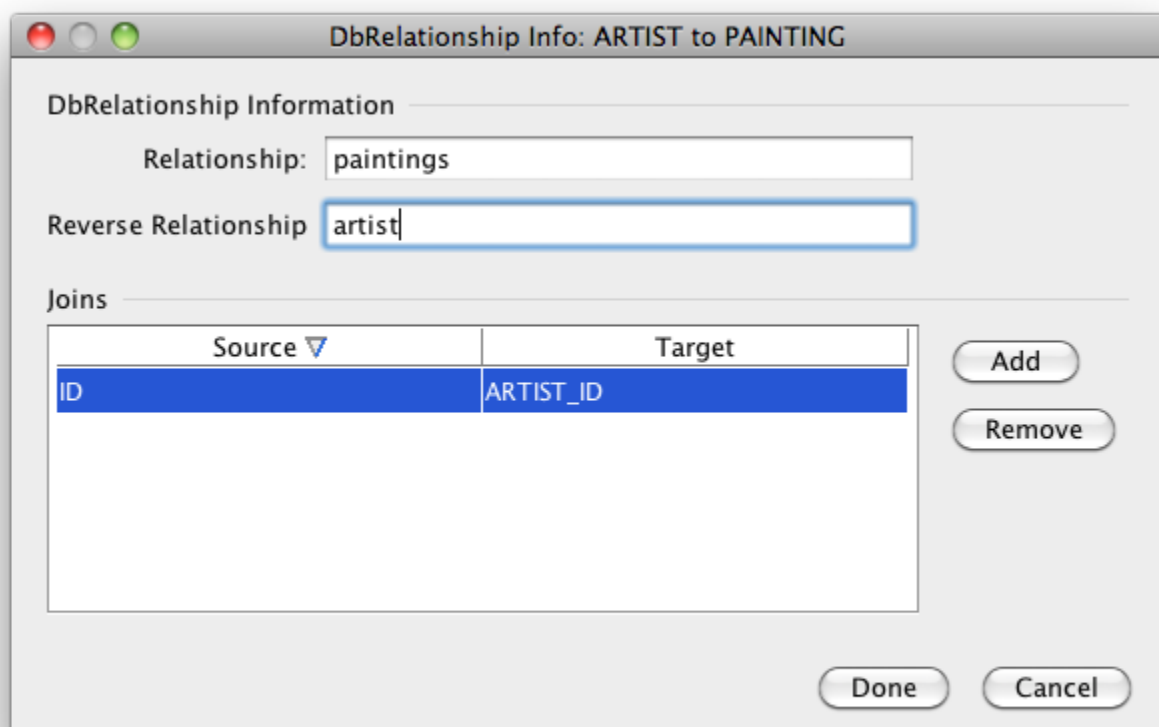 DbRelationship Info: ARTIST to PAINTING
DbRelationship Information
Relationship: paintings
Reverse Relationship artist
Joins
Source Target Add
ID ARTIST_ID
Remove
Done Cancel